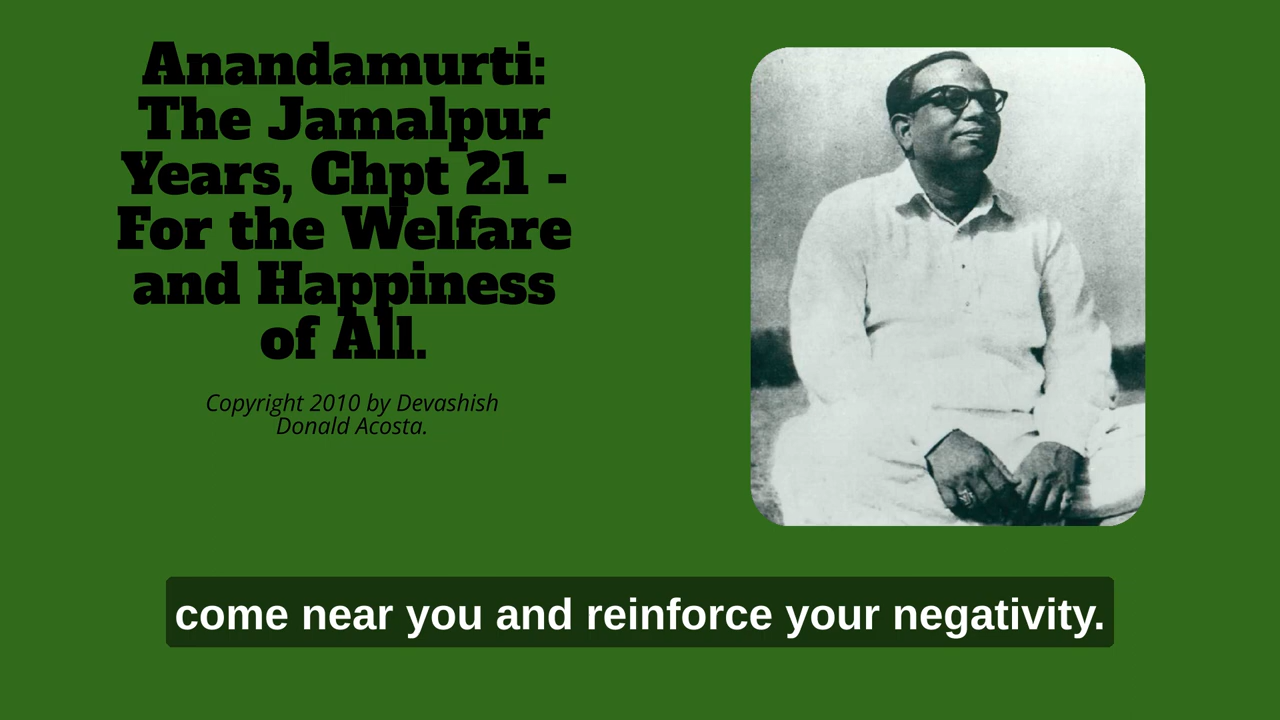 Anandamurti:
The Jamalpur
Years, Chpt 21 -
For the Welfare
and Happiness
of All.
Copyright 2010 by Devashish
Donald Acosta.
come near you and reinforce your negativity.